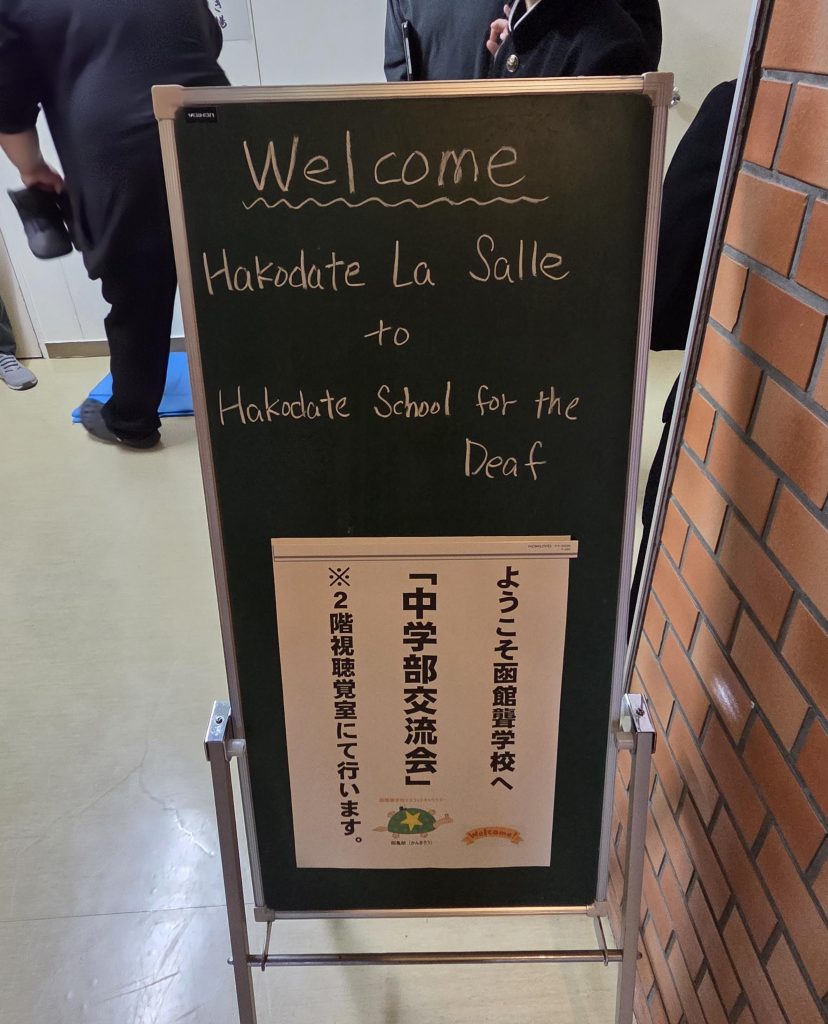 Welcome
Hakodate La Salle
to
Hakodate School for the
Deaf
ようこそ函館聾学校へ
「中学部交流会」
※2階視聴覚室にて行います。
Welcome!